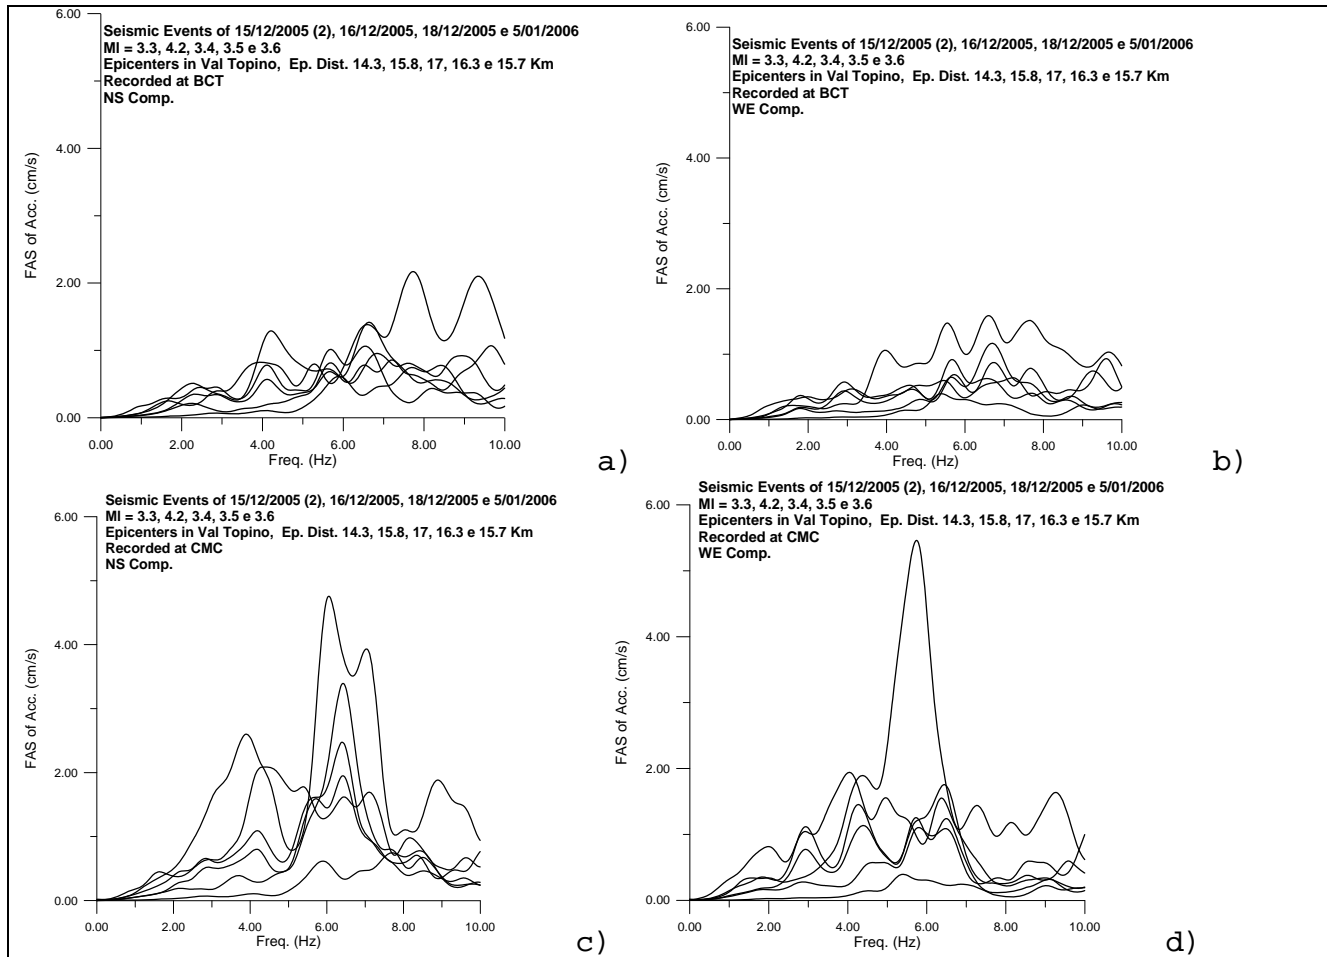 6.00
Seismic Events of 15/12/2005 (2), 16/12/2005, 18/12/2005 e 5/01/2006
Ml = 3.3, 4.2, 3.4, 3.5 e 3.6
Epicenters in Val Topino, Ep. Dist. 14.3, 15.8, 17, 16.3 e 15.7 Km
Recorded at BCT
NS Comp.
4.00
FAS of Acc. (cm/s)
2.00
0.00
0.00 2.00 4.00 6.00 8.00 10.00
Freq. (Hz)
a)
6.00
Seismic Events of 15/12/2005 (2), 16/12/2005, 18/12/2005 e 5/01/2006
Ml = 3.3, 4.2, 3.4, 3.5 e 3.6
Epicenters in Val Topino, Ep. Dist. 14.3, 15.8, 17, 16.3 e 15.7 Km
Recorded at BCT
WE Comp.
4.00
FAS of Acc. (cm/s)
2.00
0.00
0.00 2.00 4.00 6.00 8.00 10.00
Freq. (Hz)
b)
Seismic Events of 15/12/2005 (2), 16/12/2005, 18/12/2005 e 5/01/2006
6.00
Ml = 3.3, 4.2, 3.4, 3.5 e 3.6
Epicenters in Val Topino, Ep. Dist. 14.3, 15.8, 17, 16.3 e 15.7 Km
Recorded at CMC
NS Comp.
4.00
FAS of Acc. (cm/s)
2.00
0.00
0.00 2.00 4.00 6.00 8.00 10.00
Freq. (Hz)
c)
Seismic Events of 15/12/2005 (2), 16/12/2005, 18/12/2005 e 5/01/2006
6.00
Ml = 3.3, 4.2, 3.4, 3.5 e 3.6
Epicenters in Val Topino, Ep. Dist. 14.3, 15.8, 17, 16.3 e 15.7 Km
Recorded at CMC
WE Comp.
4.00
FAS of Acc. (cm/s)
2.00
0.00
0.00 2.00 4.00 6.00 8.00 10.00
Freq. (Hz)
d)